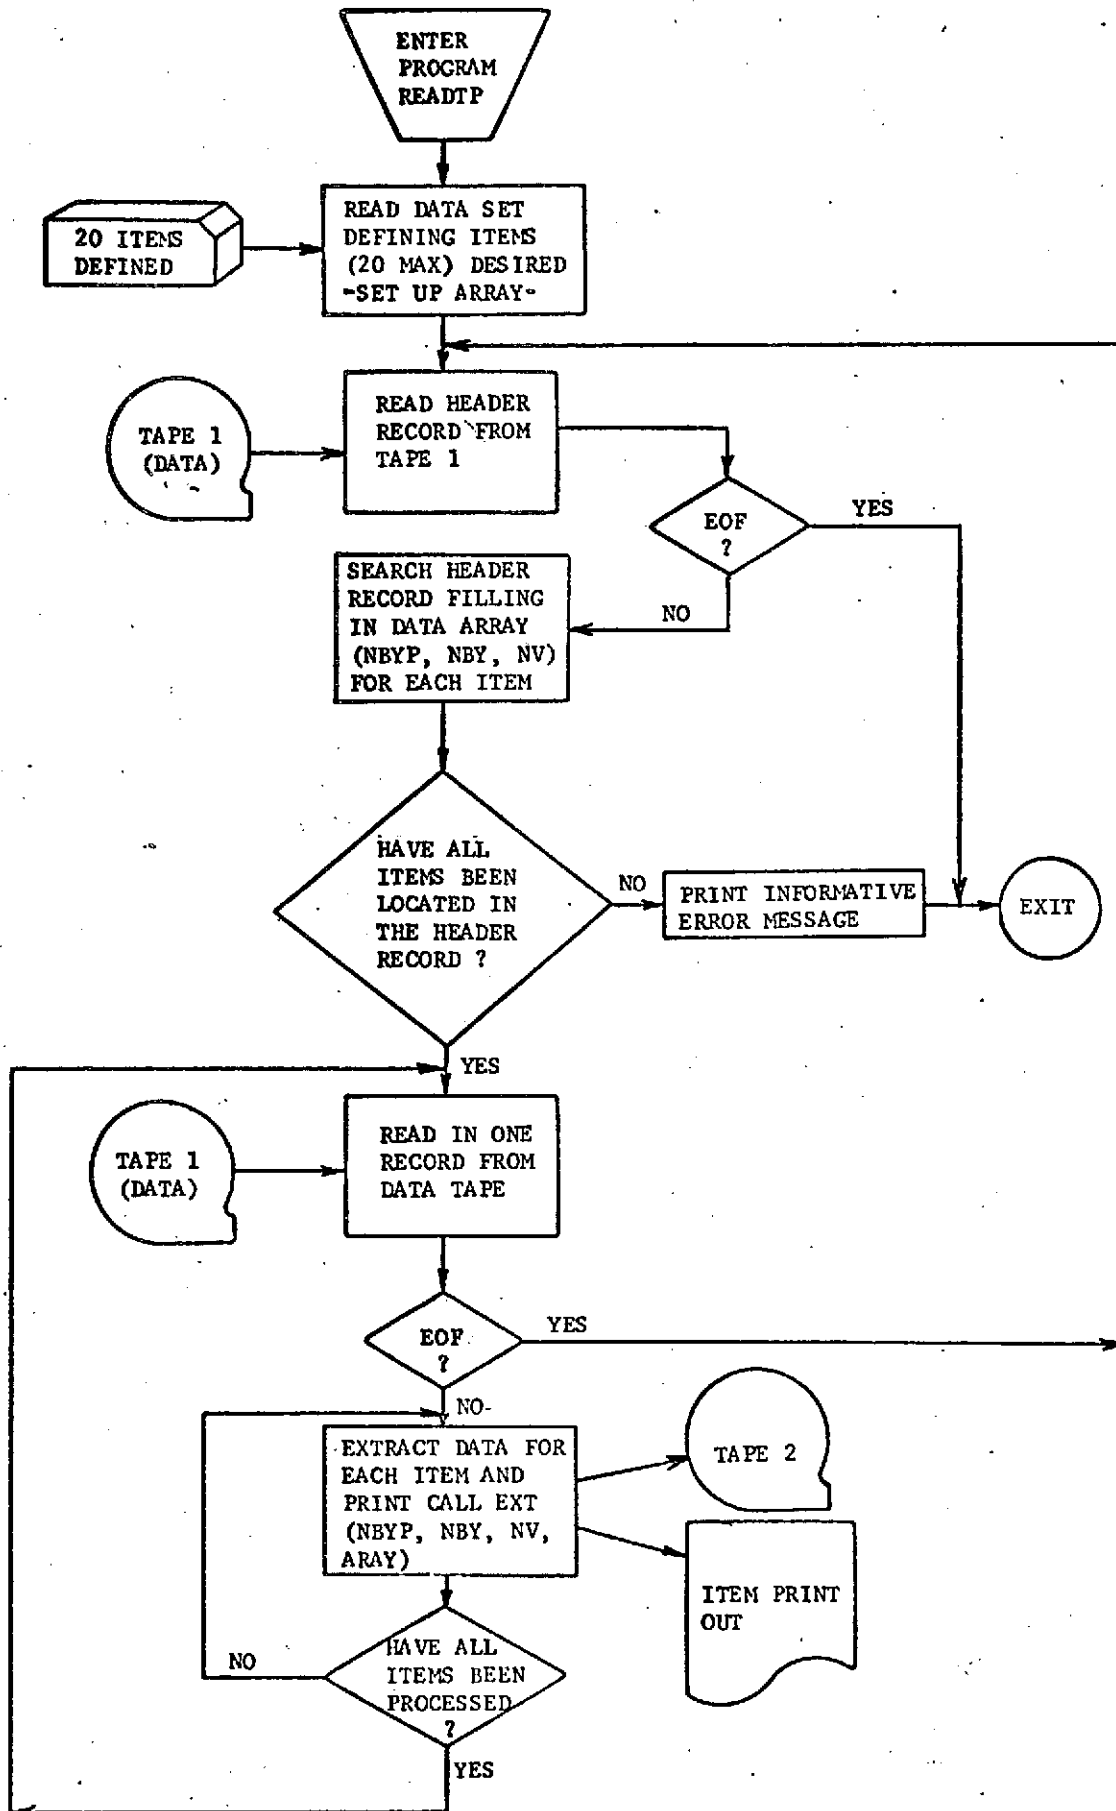 ENTER
PROGRAM
READTP
READ DATA SET
DEFINING ITEMS
(20 MAX) DESIRED
-SET UP ARRAY-
20 ITEMS
DEFINED
READ HEADER
RECORD FROM
TAPE 1
TAPE 1
(DATA)
EOF
?
YES
NO
SEARCH HEADER
RECORD FILLING
IN DATA ARRAY
(NBYP, NBY, NV)
FOR EACH ITEM
HAVE ALL
ITEMS BEEN
LOCATED IN
THE HEADER
RECORD ?
NO
PRINT INFORMATIVE
ERROR MESSAGE
EXIT
YES
READ IN ONE
RECORD FROM
DATA TAPE
TAPE 1
(DATA)
EOF
?
YES
NO
EXTRACT DATA FOR
EACH ITEM AND
PRINT CALL EXT
(NBYP, NBY, NV,
ARAY)
TAPE 2
ITEM PRINT
OUT
HAVE ALL
ITEMS BEEN
PROCESSED
?
NO
YES